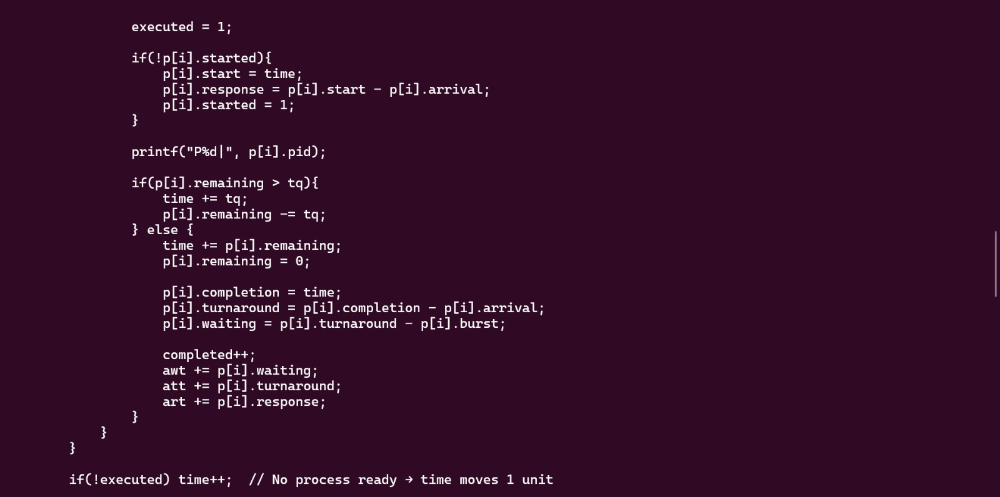 executed = 1;
if(!p[i].started){
p[i].start = time;
p[i].response = p[i].start - p[i].arrival;
p[i].started = 1;
}
printf("P%d|", p[i].pid);
if(p[i].remaining > tq){
time += tq;
p[i].remaining -= tq;
} else {
time += p[i].remaining;
p[i].remaining = 0;
p[i].completion = time;
p[i].turnaround = p[i].completion - p[i].arrival;
p[i].waiting = p[i].turnaround - p[i].burst;
completed++;
awt += p[i].waiting;
att += p[i].turnaround;
art += p[i].response;
}
}
}
if(!executed) time++;  // No process ready → time moves 1 unit